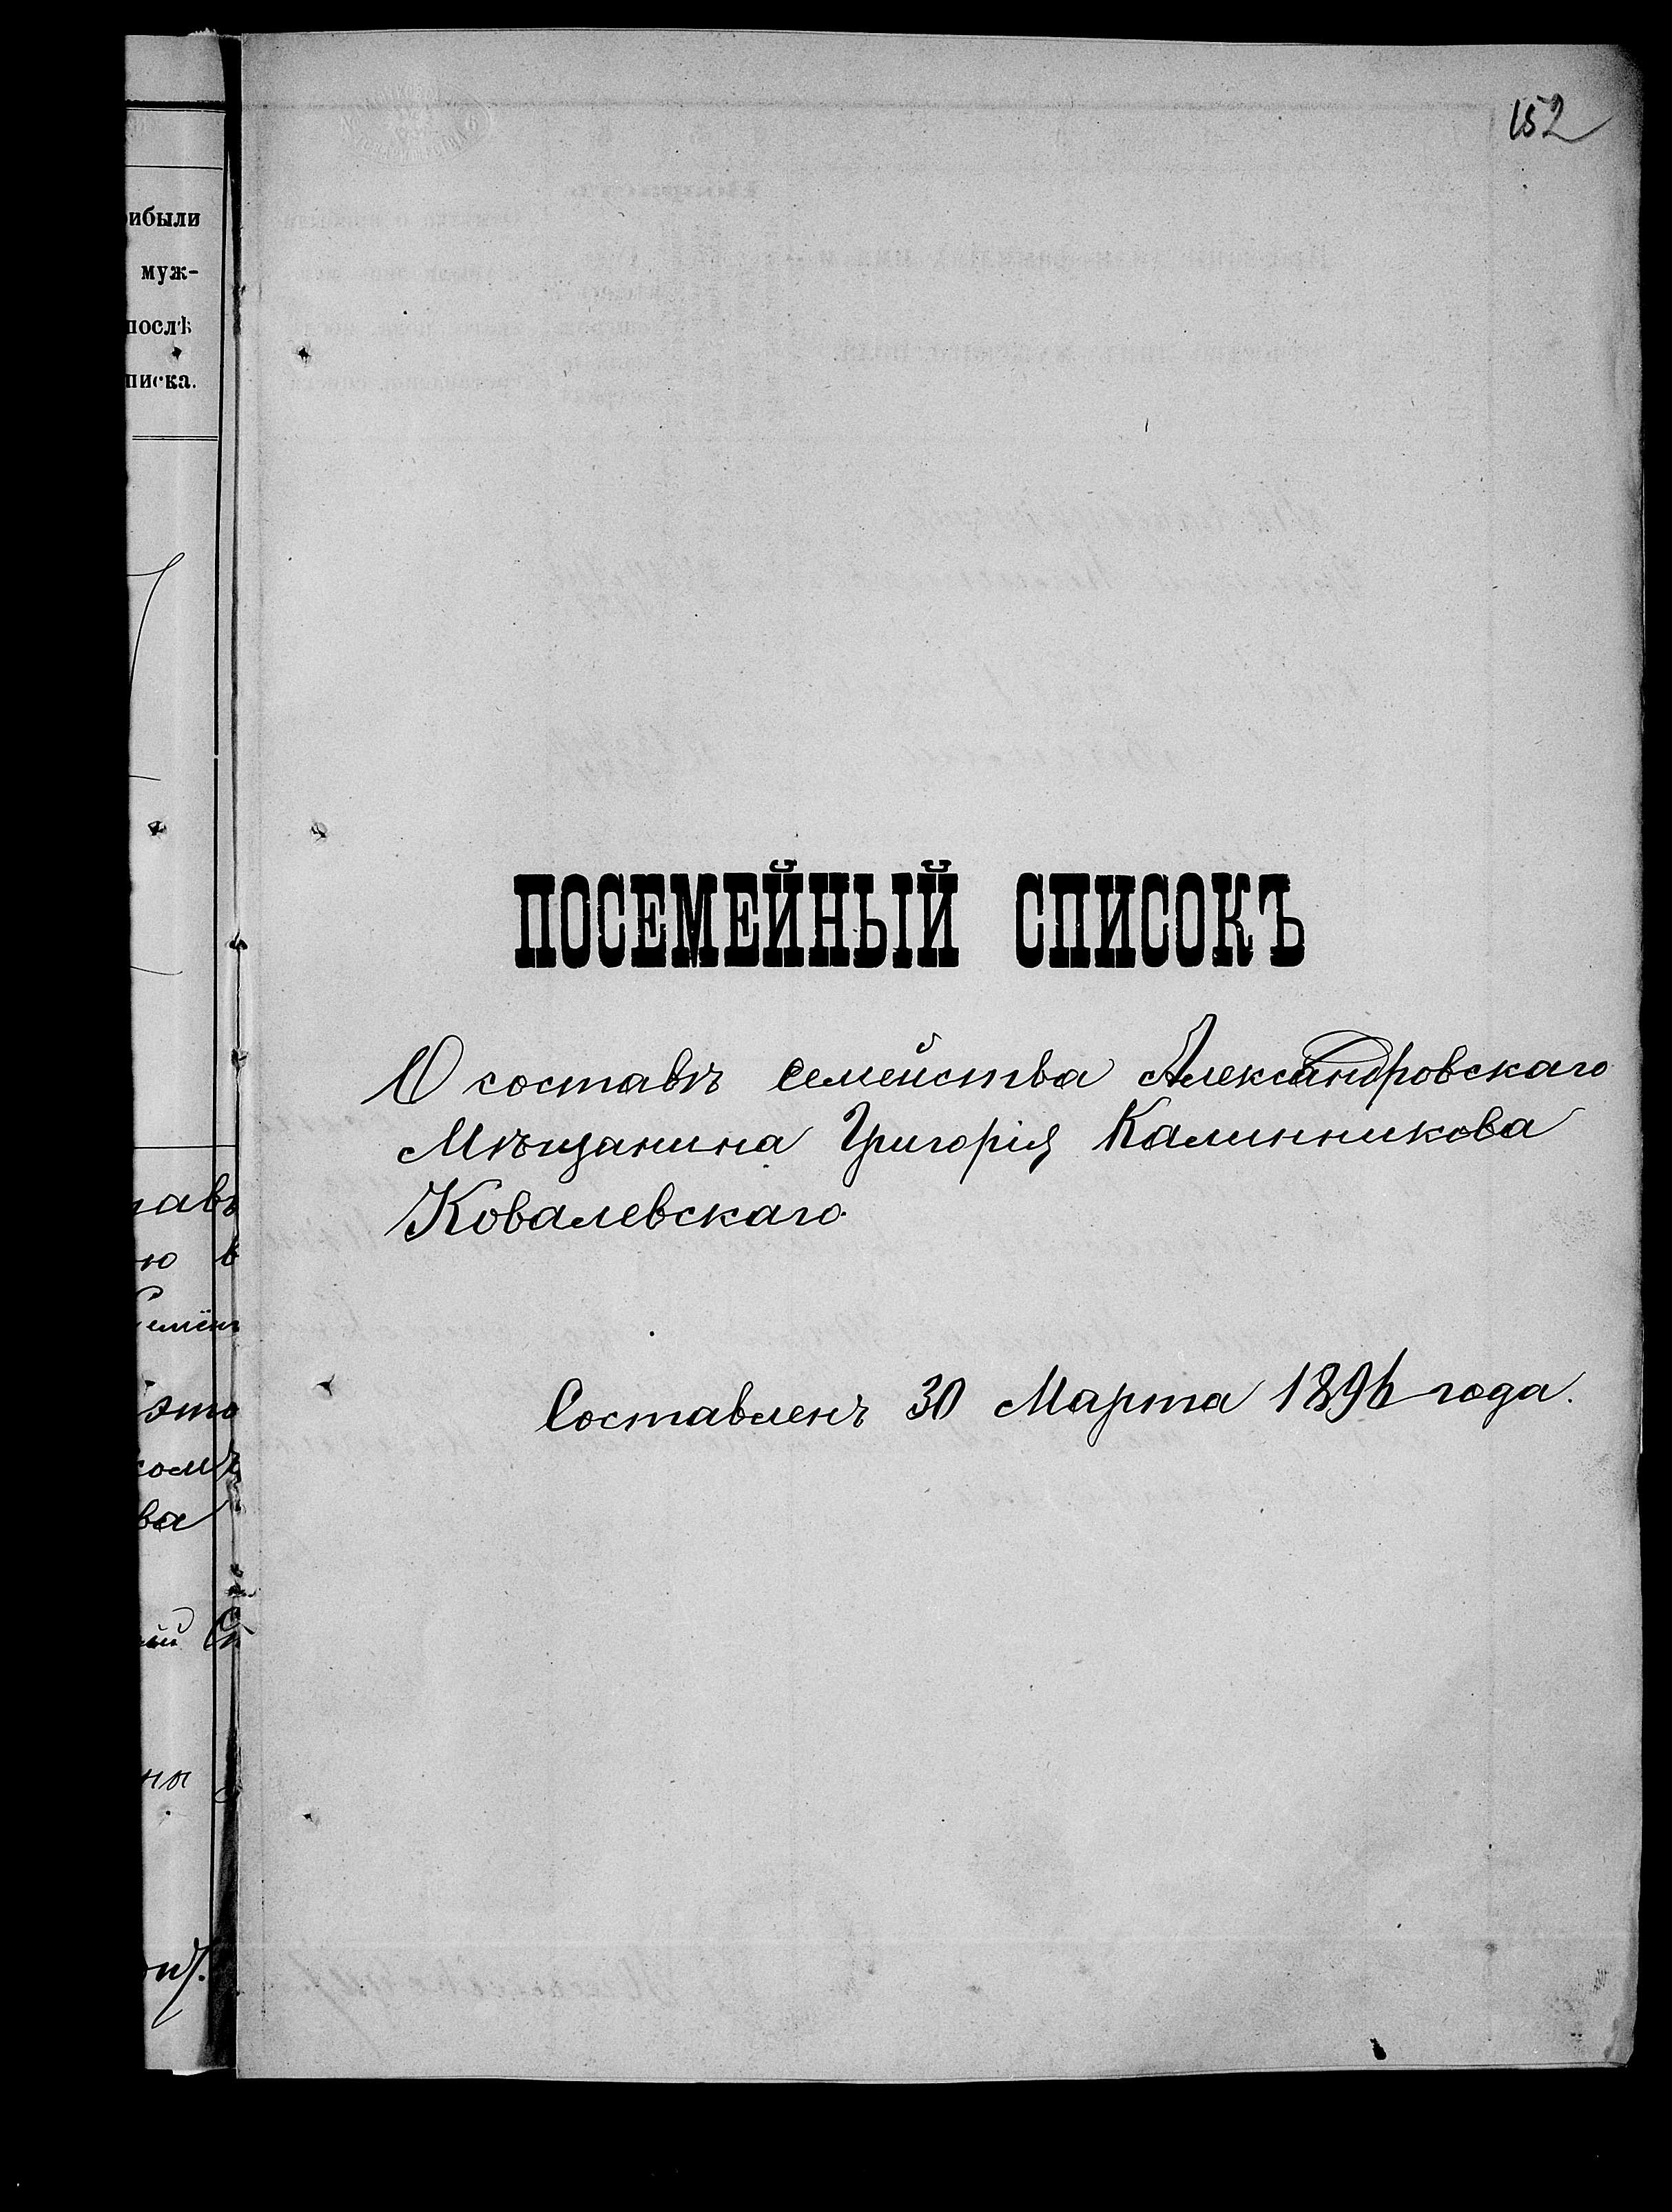 152
ибыли
муж-
послѣ
писка.
ПОСЕМЕЙНЫЙ СПИСОКЪ
О составѣ семейства Александровскаго
Мѣщанина Григорія Калинникова
Ковалевскаго
Составленъ 30 Марта 1896 года.